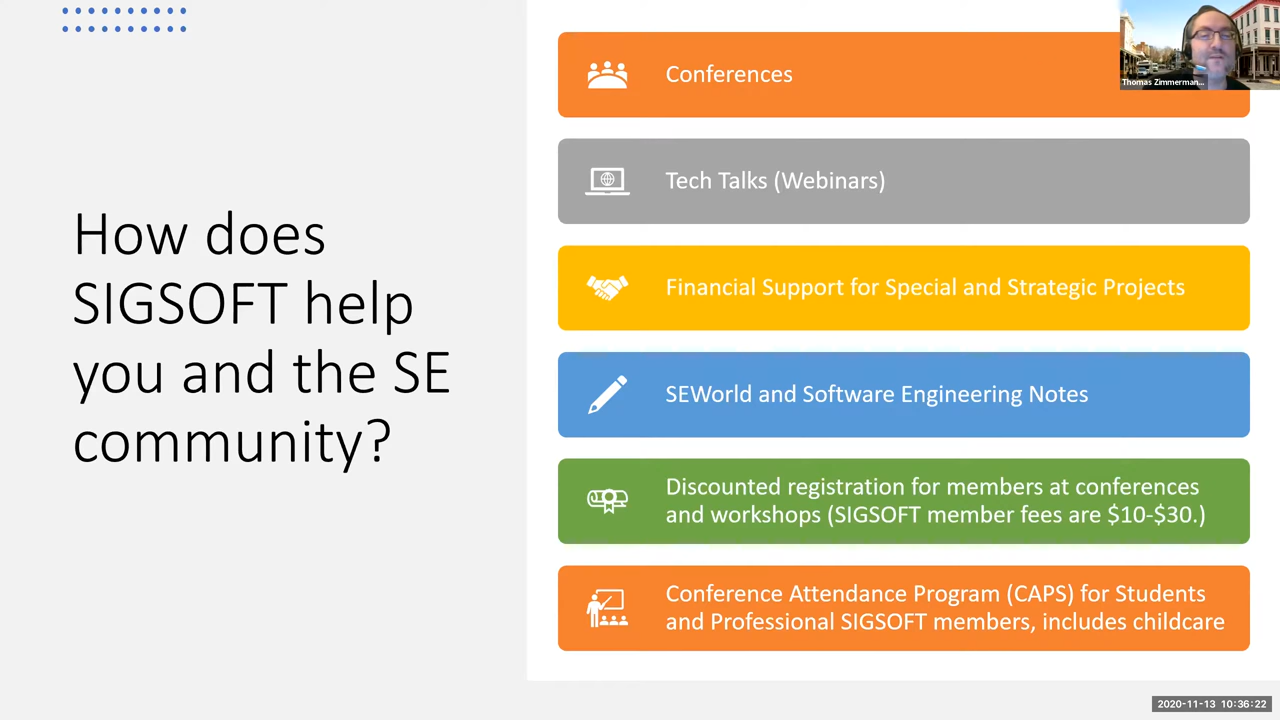 How does
SIGSOFT help
you and the SE
community?
Conferences
Tech Talks (Webinars)
Financial Support for Special and Strategic Projects
SEWorld and Software Engineering Notes
Discounted registration for members at conferences
and workshops (SIGSOFT member fees are $10-$30.)
Conference Attendance Program (CAPS) for Students
and Professional SIGSOFT members, includes childcare
Thomas Zimmerman...
2020-11-13 10:36:22